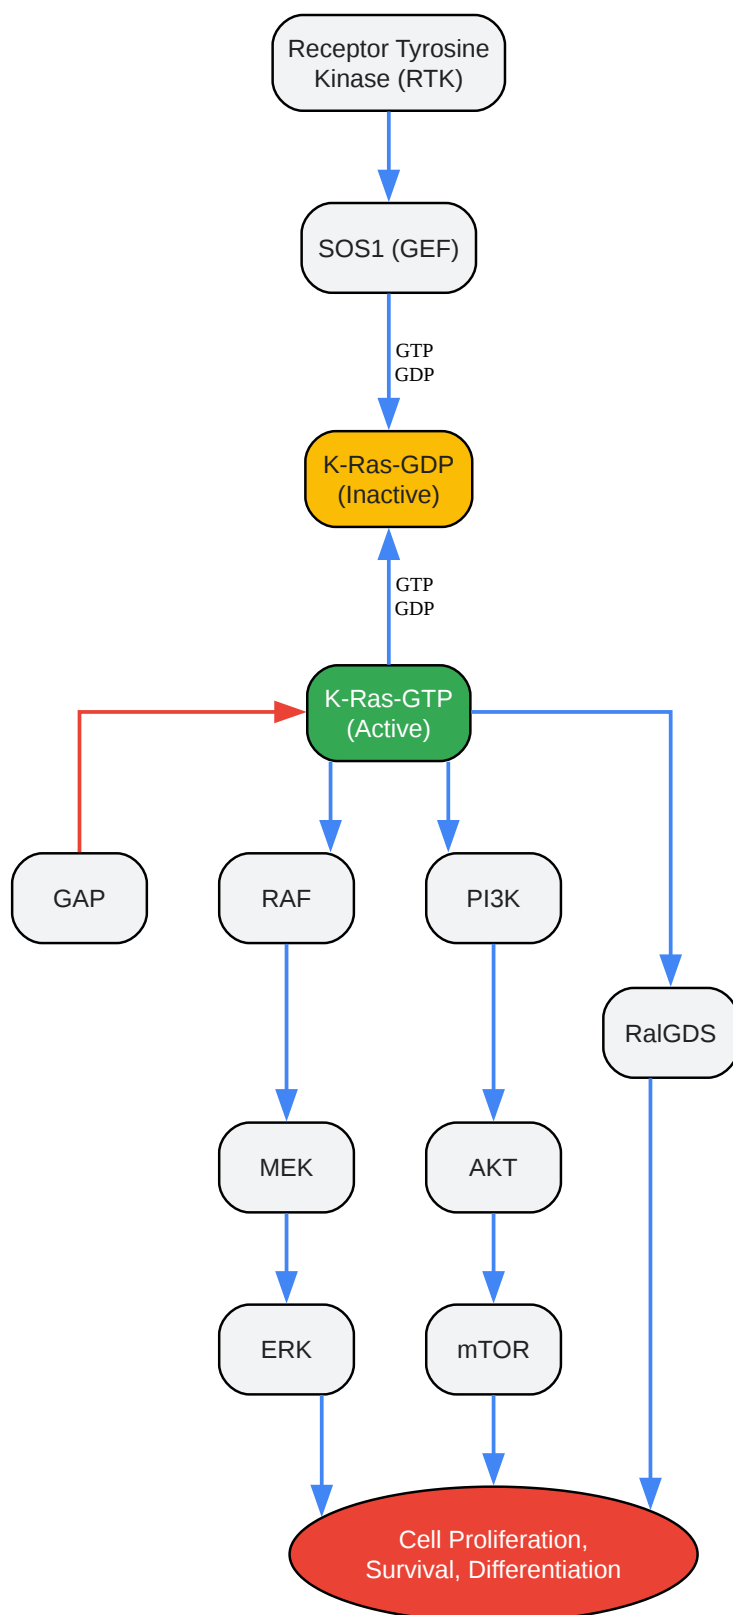 Receptor Tyrosine
Kinase (RTK)
SOS1 (GEF)
GTP
GDP
K-Ras-GDP
(Inactive)
GTP
GDP
K-Ras-GTP
(Active)
GAP
RAF
PI3K
RalGDS
MEK
AKT
ERK
mTOR
Cell Proliferation,
Survival, Differentiation